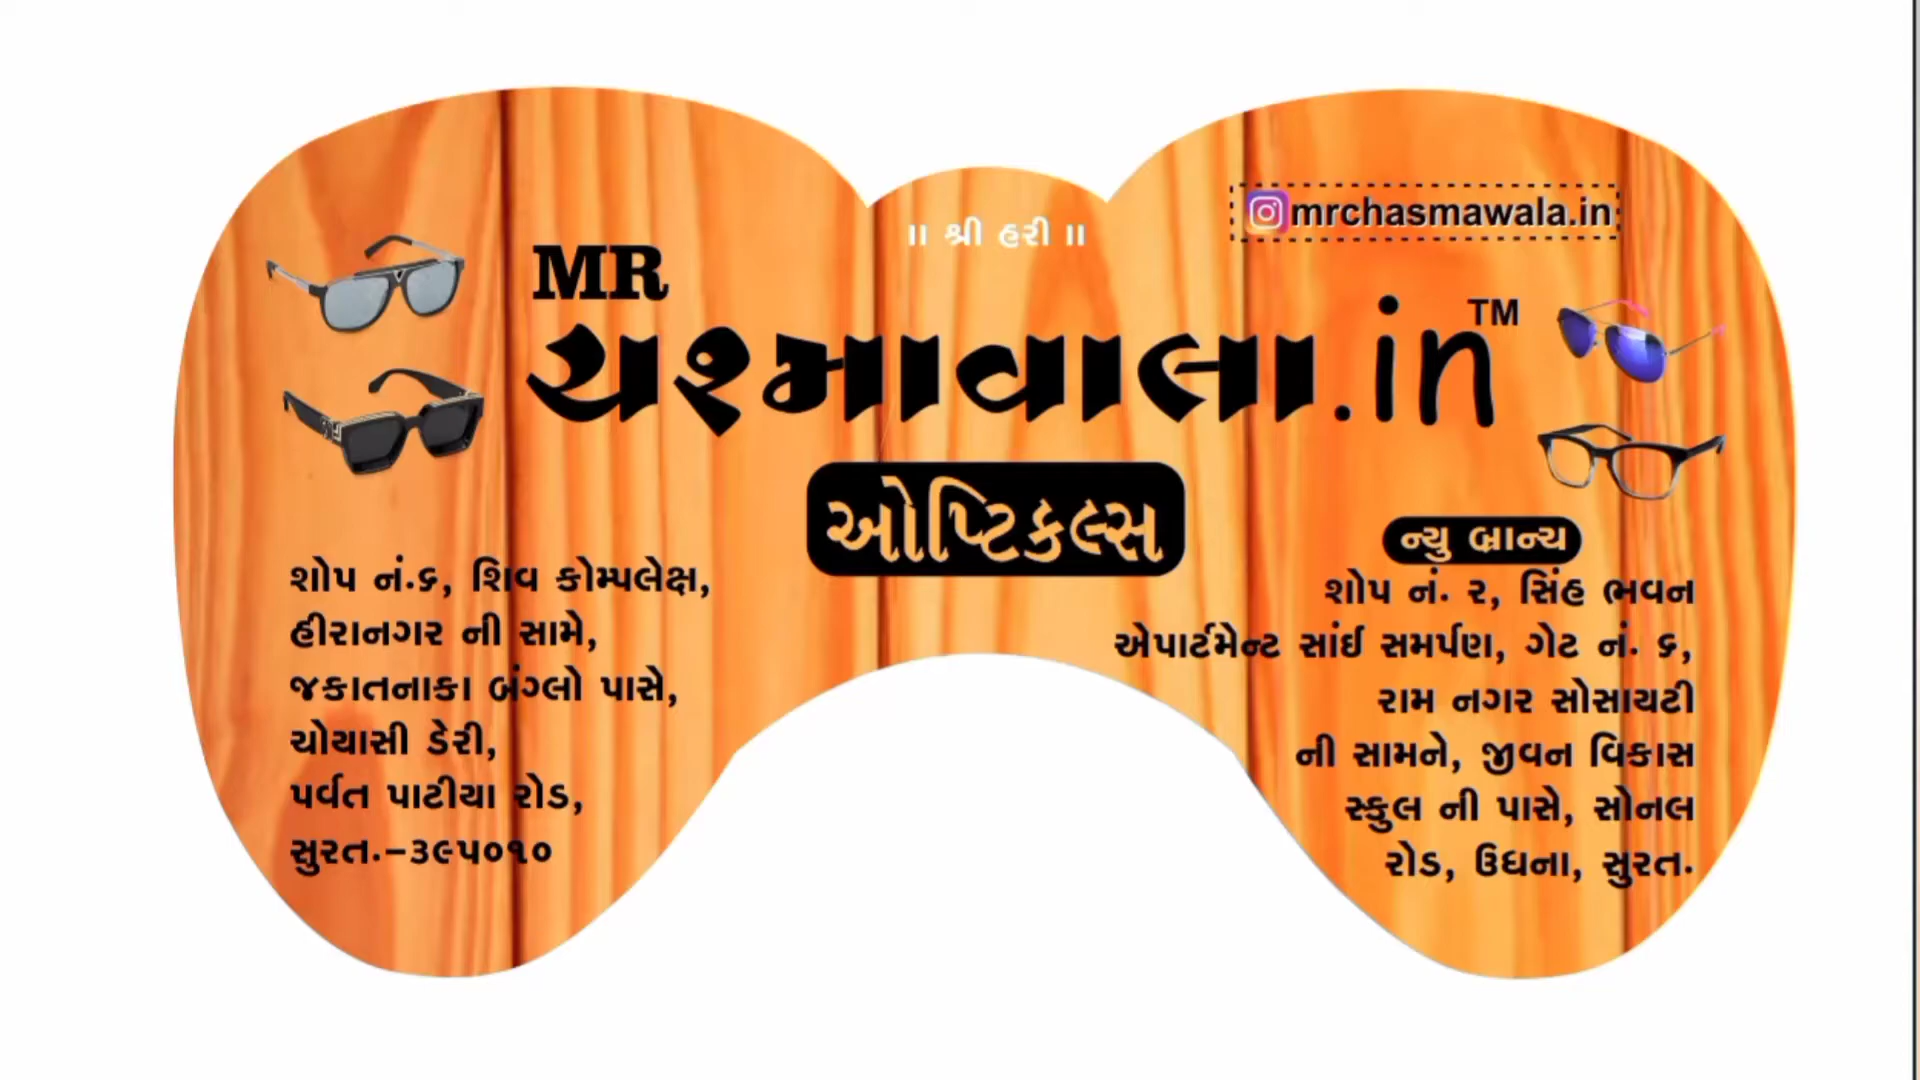 ॥ શ્રી હરી ॥
mrchasmawala.in
MR
ચશ્માવાલા.in TM
ઓપ્ટિકલ્સ
શોપ નં.૬, શિવ કોમ્પલેક્ષ,
હીરાનગર ની સામે,
જકાતનાકા બંગ્લો પાસે,
ચોયાસી ડેરી,
પર્વત પાટીયા રોડ,
સુરત.-૩૯૫૦૧૦
ન્યુ બ્રાન્ચ
શોપ નં. ૨, સિંહ ભવન
એપાર્ટમેન્ટ સાંઈ સમર્પણ, ગેટ નં. ૬,
રામ નગર સોસાયટી
ની સામને, જીવન વિકાસ
સ્કુલ ની પાસે, સોનલ
રોડ, ઉધના, સુરત.